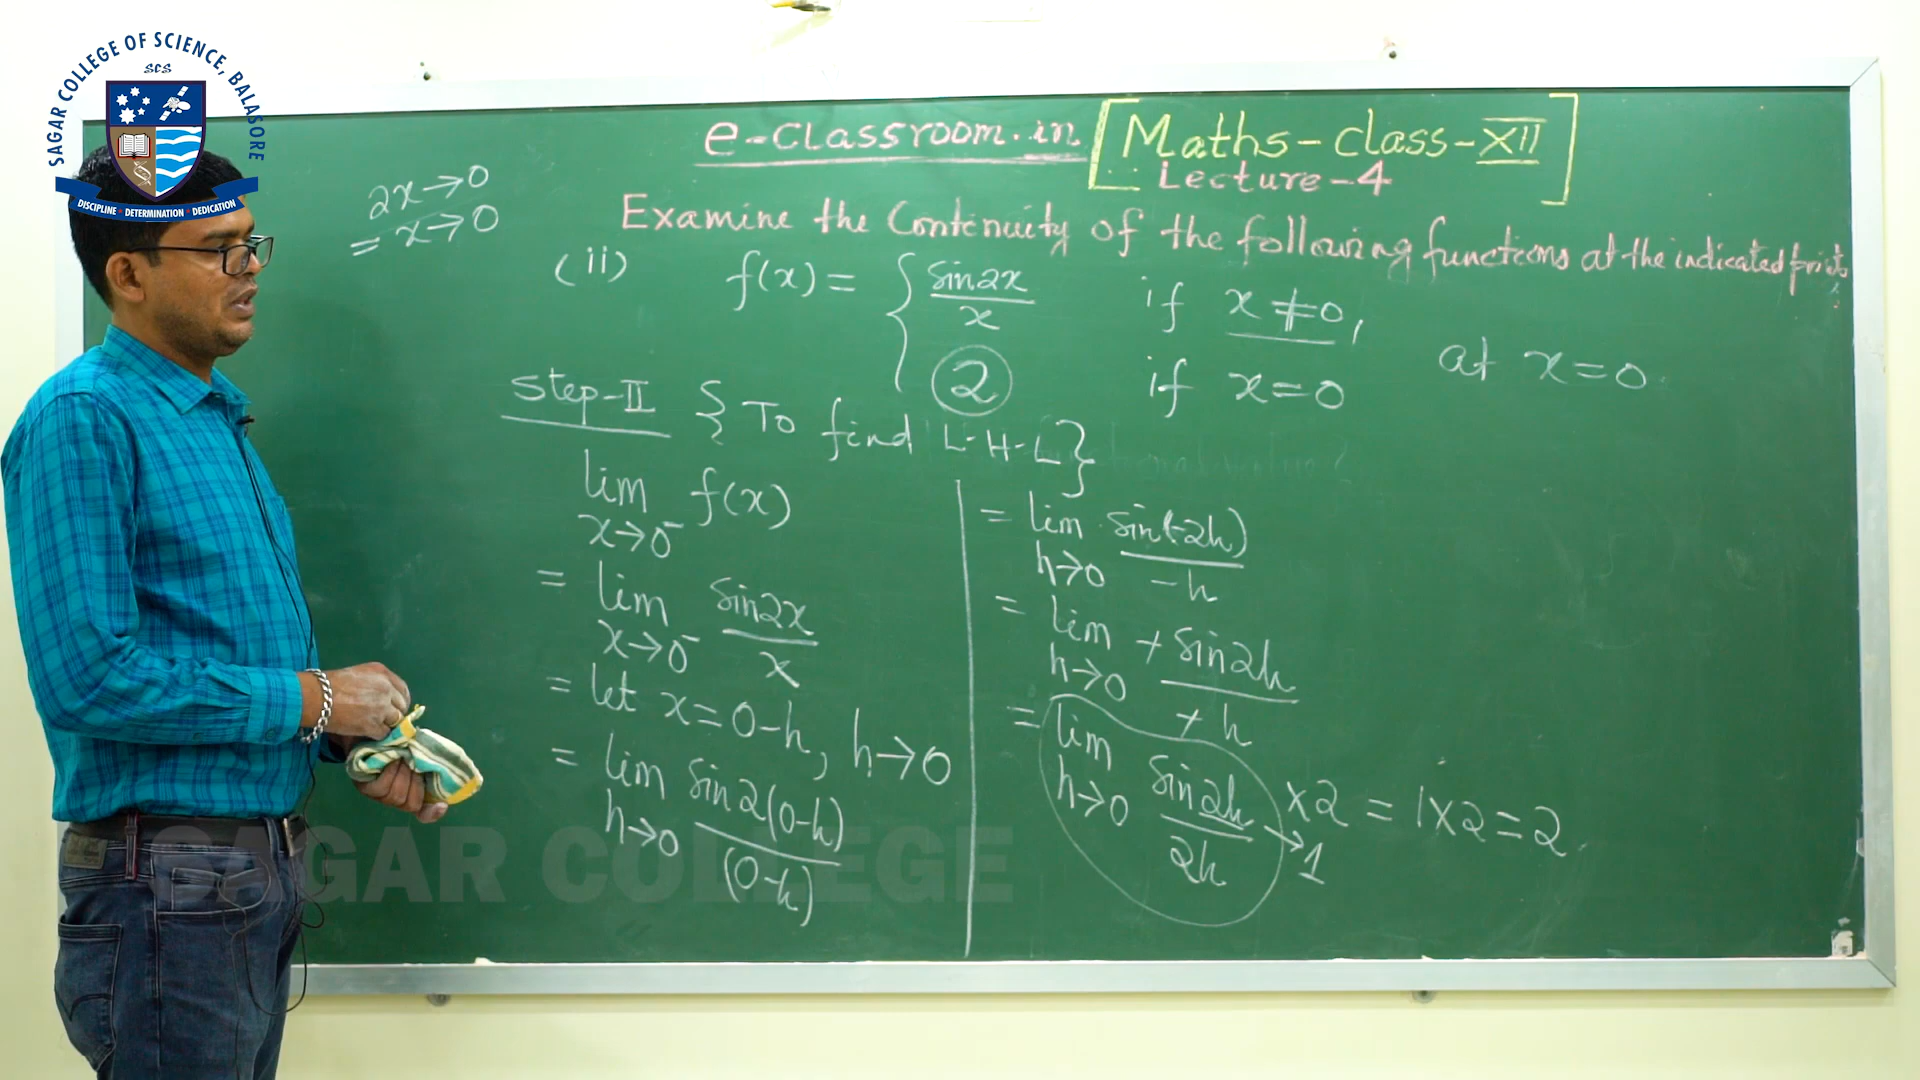 SAGAR COLLEGE OF SCIENCE, BALASORE
SCS
DISCIPLINE • DETERMINATION • DEDICATION
e-classroom.in [Maths-class-XII
Lecture-4]
Examine the Continuity of the following functions at the indicated points:
2x→0
= x→0
(ii) f(x) = { sin2x/x if x ≠ 0,
2 if x=0 at x=0
Step-II { To find L-H-L}
lim x→0⁻ f(x)
= lim x→0⁻ sin2x/x
= let x=0-h, h→0
= lim h→0 sin2(0-h)/(0-h)
= lim h→0 sin(-2h)/-h
= lim h→0 + sin2h/+h
= lim h→0 sin2h/2h ×2 = 1×2=2
→1
SAGAR COLLEGE